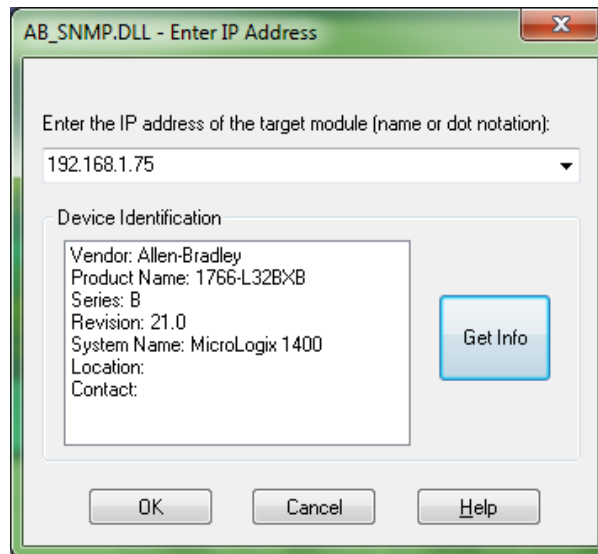 AB_SNMP.DLL - Enter IP Address
Enter the IP address of the target module (name or dot notation):
192.168.1.75
Device Identification
Vendor: Allen-Bradley
Product Name: 1766-L32BXB
Series: B
Revision: 21.0
System Name: MicroLogix 1400
Location:
Contact:
Get Info
OK
Cancel
Help